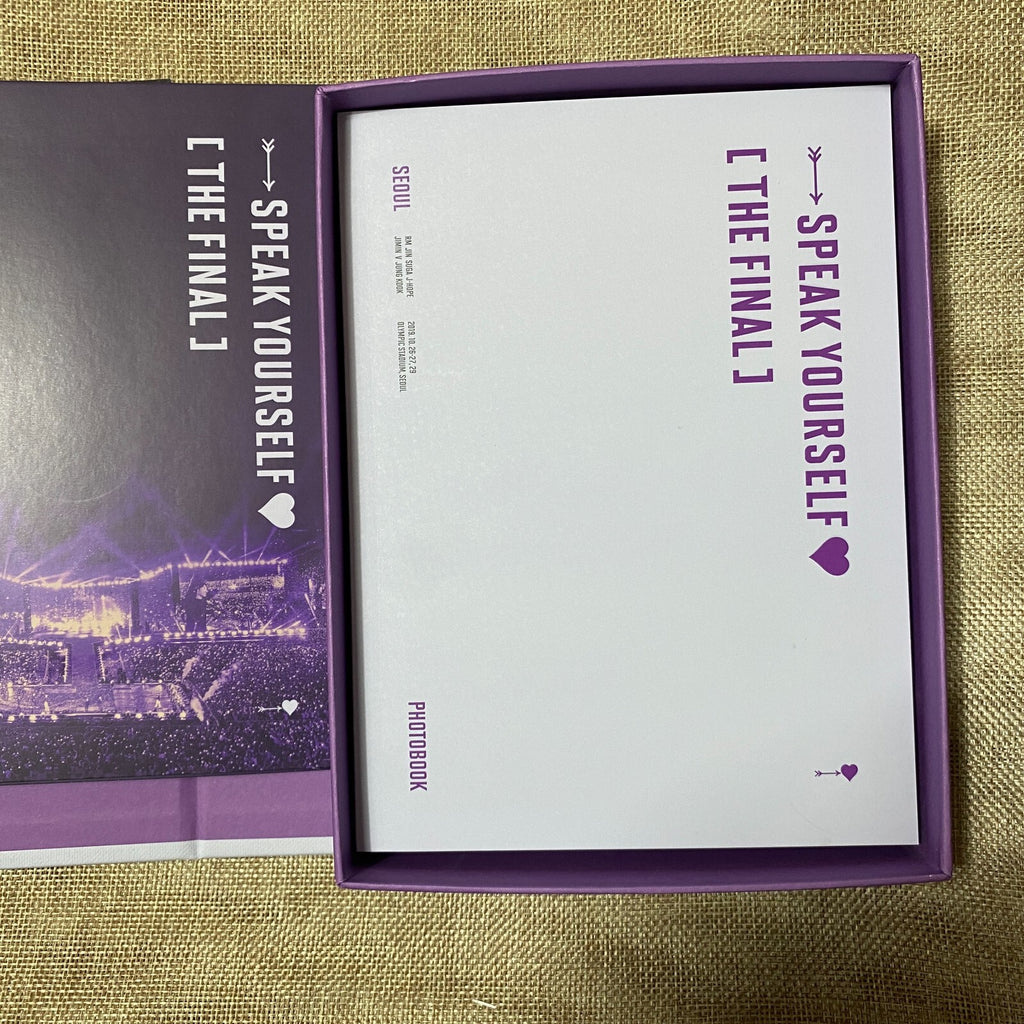 SPEAK YOURSELF
[ THE FINAL ]
SPEAK YOURSELF
[ THE FINAL ]
SEOUL
RM JIN SUGA J-HOPE
JIMIN V JUNG KOOK
2019. 10. 26-27, 29
OLYMPIC STADIUM, SEOUL
PHOTOBOOK